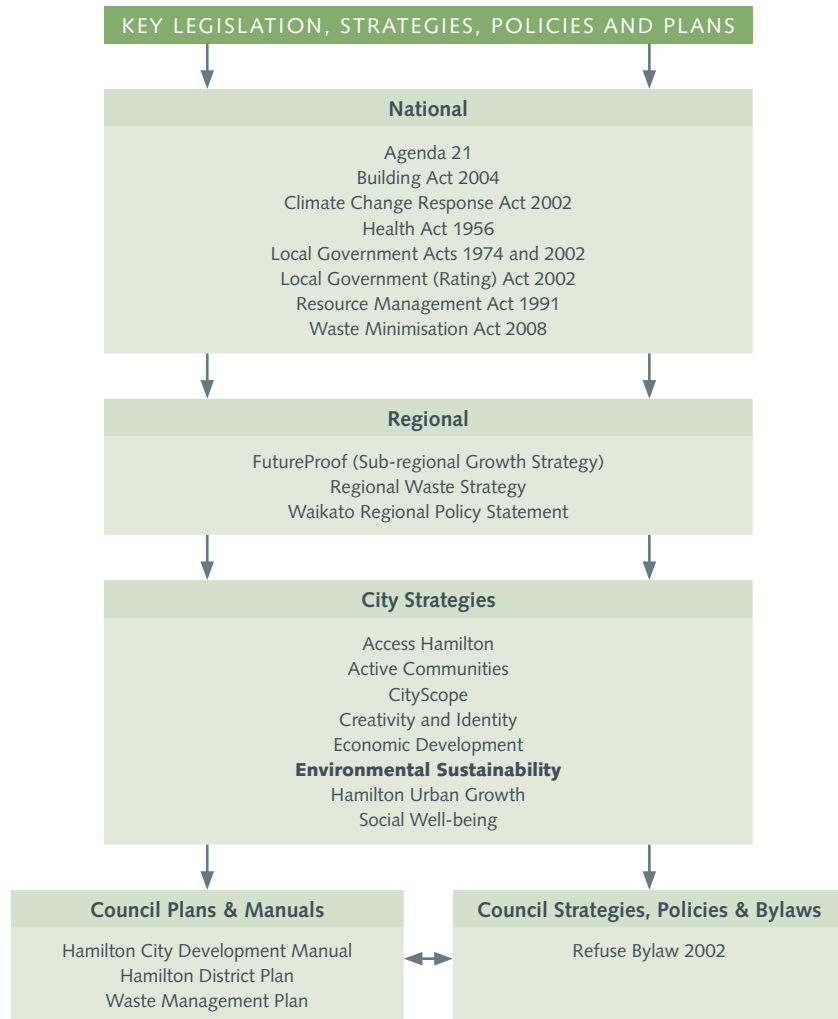 KEY LEGISLATION, STRATEGIES, POLICIES AND PLANS
National
Agenda 21
Building Act 2004
Climate Change Response Act 2002
Health Act 1956
Local Government Acts 1974 and 2002
Local Government (Rating) Act 2002
Resource Management Act 1991
Waste Minimisation Act 2008
Regional
FutureProof (Sub-regional Growth Strategy)
Regional Waste Strategy
Waikato Regional Policy Statement
City Strategies
Access Hamilton
Active Communities
CityScope
Creativity and Identity
Economic Development
Environmental Sustainability
Hamilton Urban Growth
Social Well-being
Council Plans & Manuals
Hamilton City Development Manual
Hamilton District Plan
Waste Management Plan
Council Strategies, Policies & Bylaws
Refuse Bylaw 2002